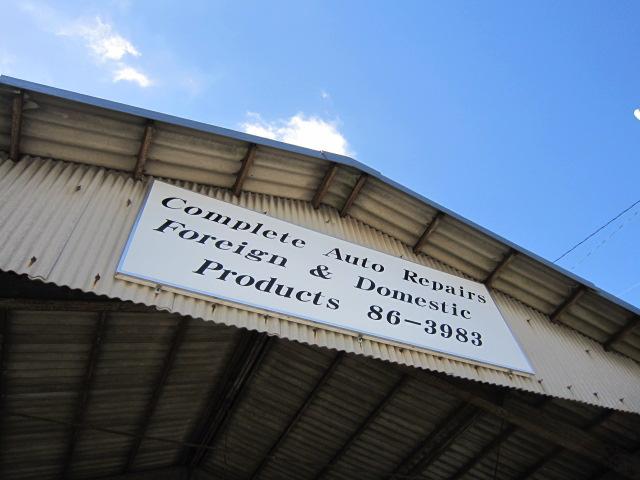 Complete Auto Repairs
Foreign & Domestic
Products 86-3983